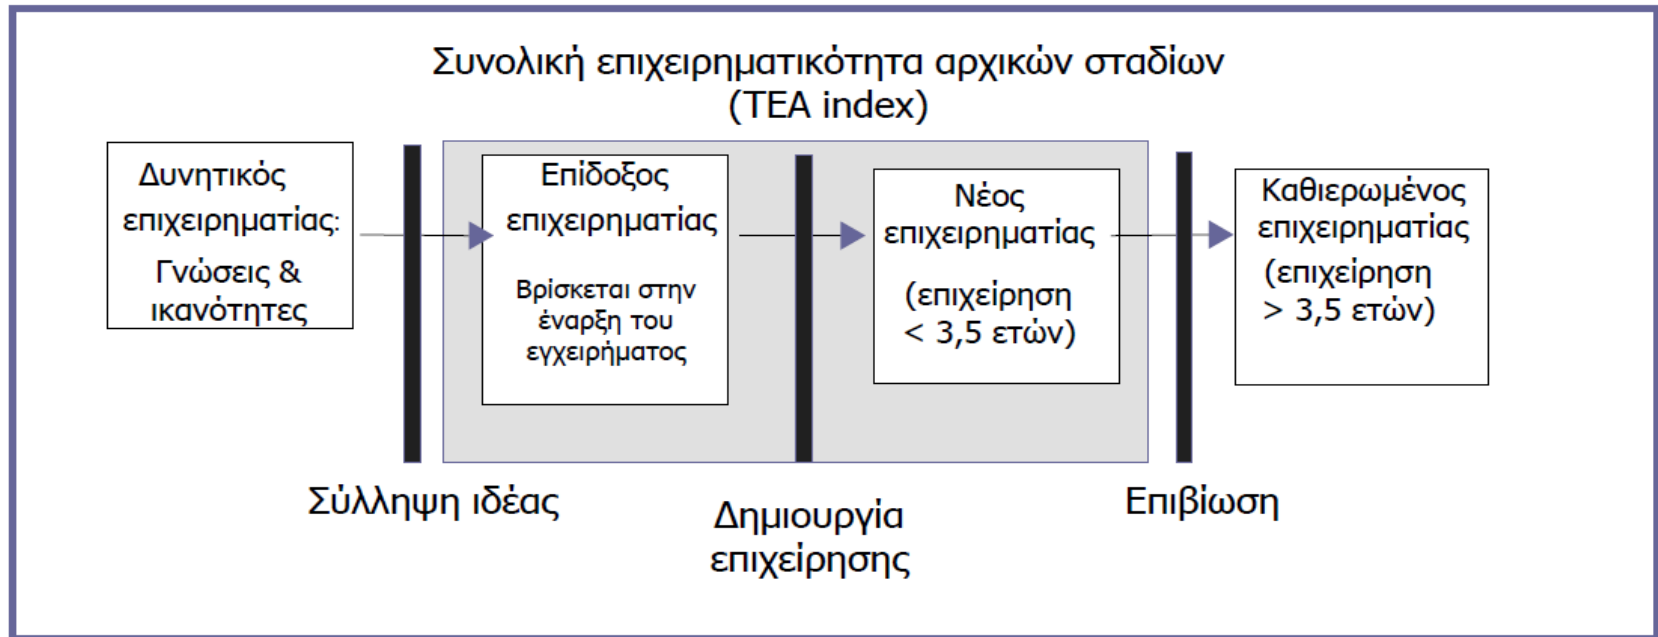 Συνολική επιχειρηματικότητα αρχικών σταδίων
(TEA index)
Δυνητικός
επιχειρηματίας:
Γνώσεις &
ικανότητες
Επίδοξος
επιχειρηματίας
Βρίσκεται στην
έναρξη του
εγχειρήματος
Νέος
επιχειρηματίας
(επιχείρηση
< 3,5 ετών)
Καθιερωμένος
επιχειρηματίας
(επιχείρηση
> 3,5 ετών)
Σύλληψη ιδέας
Δημιουργία
επιχείρησης
Επιβίωση